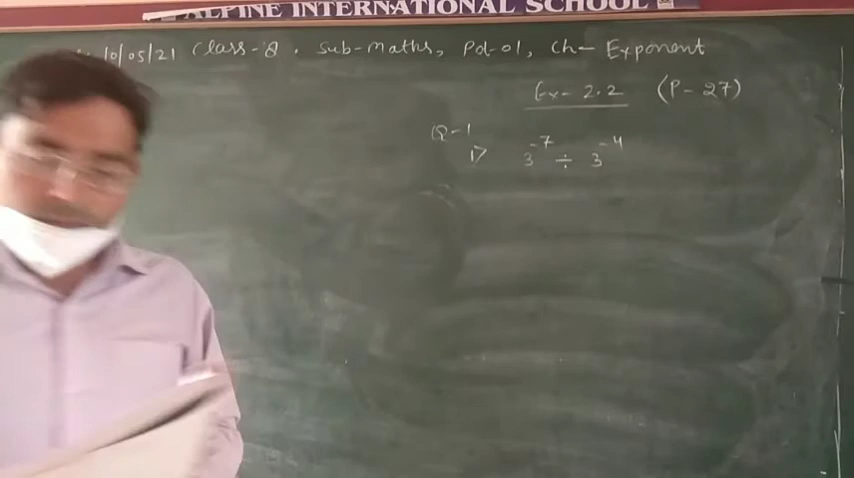 ALPINE INTERNATIONAL SCHOOL
10/05/21 Class-8. Sub-Maths, Pd-01, Ch- Exponent
Ex- 2.2 (P-27)
Q-1
i> 3⁻⁷ ÷ 3⁻⁴